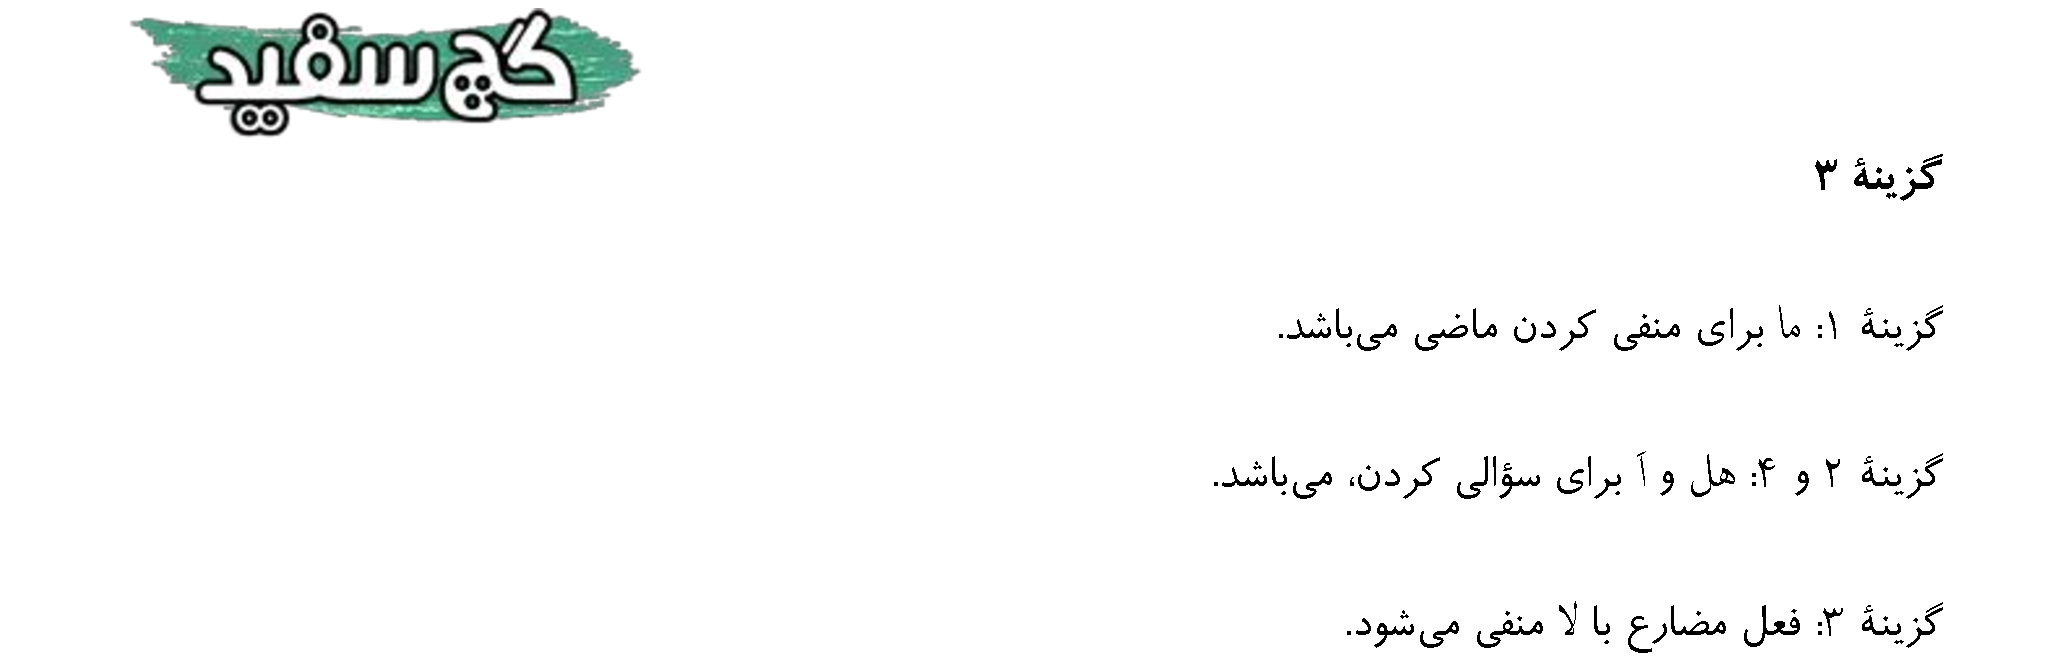 گچ سفید
گزینهٔ ۳
گزینهٔ ۱: ما برای منفی کردن ماضی می‌باشد.
گزینهٔ ۲ و ۴: هل و أ برای سؤالی کردن، می‌باشد.
گزینهٔ ۳: فعل مضارع با لا منفی می‌شود.